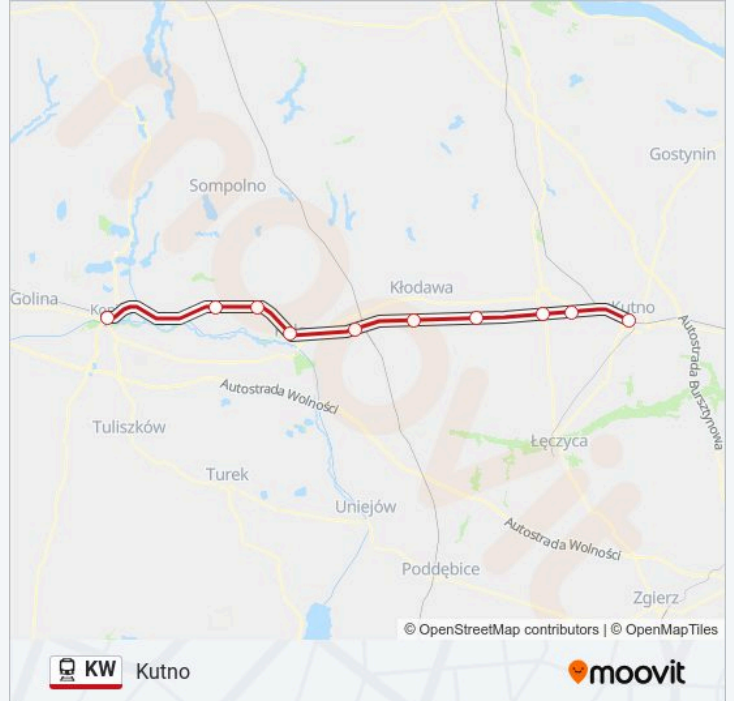 Gostynin
Sompolno
Kłodawa
Golina
Kutno
Autostrada Bursztynowa
Autostrada Wolności
Tuliszków
Łęczyca
Turek
Uniejów
Autostrada Wolności
Poddębice
Zgierz
© OpenStreetMap contributors | © OpenMapTiles
KW Kutno
moovit
moovit